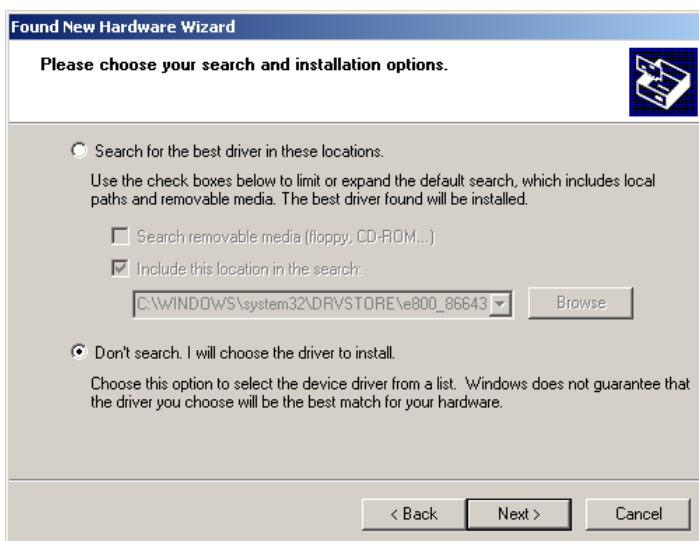 Found New Hardware Wizard
Please choose your search and installation options.
Search for the best driver in these locations.
Use the check boxes below to limit or expand the default search, which includes local
paths and removable media. The best driver found will be installed.
Search removable media (floppy, CD-ROM...)
Include this location in the search:
C:\WINDOWS\system32\DRVSTORE\e800_86643
Browse
Don't search. I will choose the driver to install.
Choose this option to select the device driver from a list. Windows does not guarantee that
the driver you choose will be the best match for your hardware.
< Back
Next >
Cancel